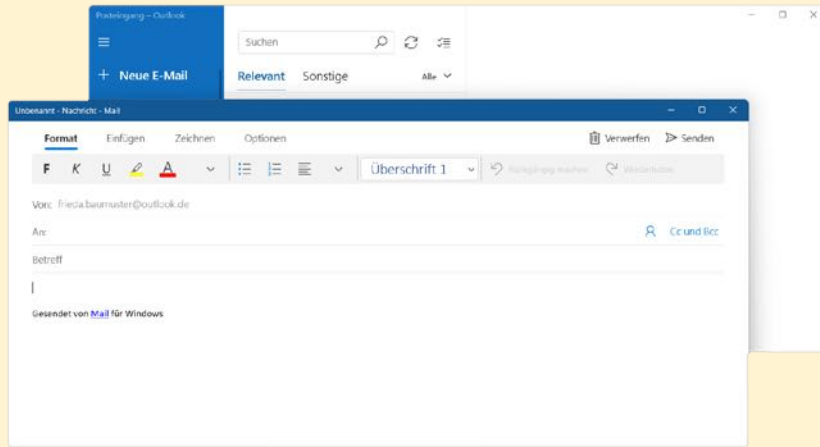 Posteingang – Outlook
Suchen
+ Neue E-Mail
Relevant Sonstige Alle
Unbenannt - Nachricht - Mail
Format Einfügen Zeichnen Optionen Verwerfen Senden
F K U A Überschrift 1 Rückgängig machen Wiederholen
Von: frieda.baumuster@outlook.de
An: Cc und Bcc
Betreff
Gesendet von Mail für Windows